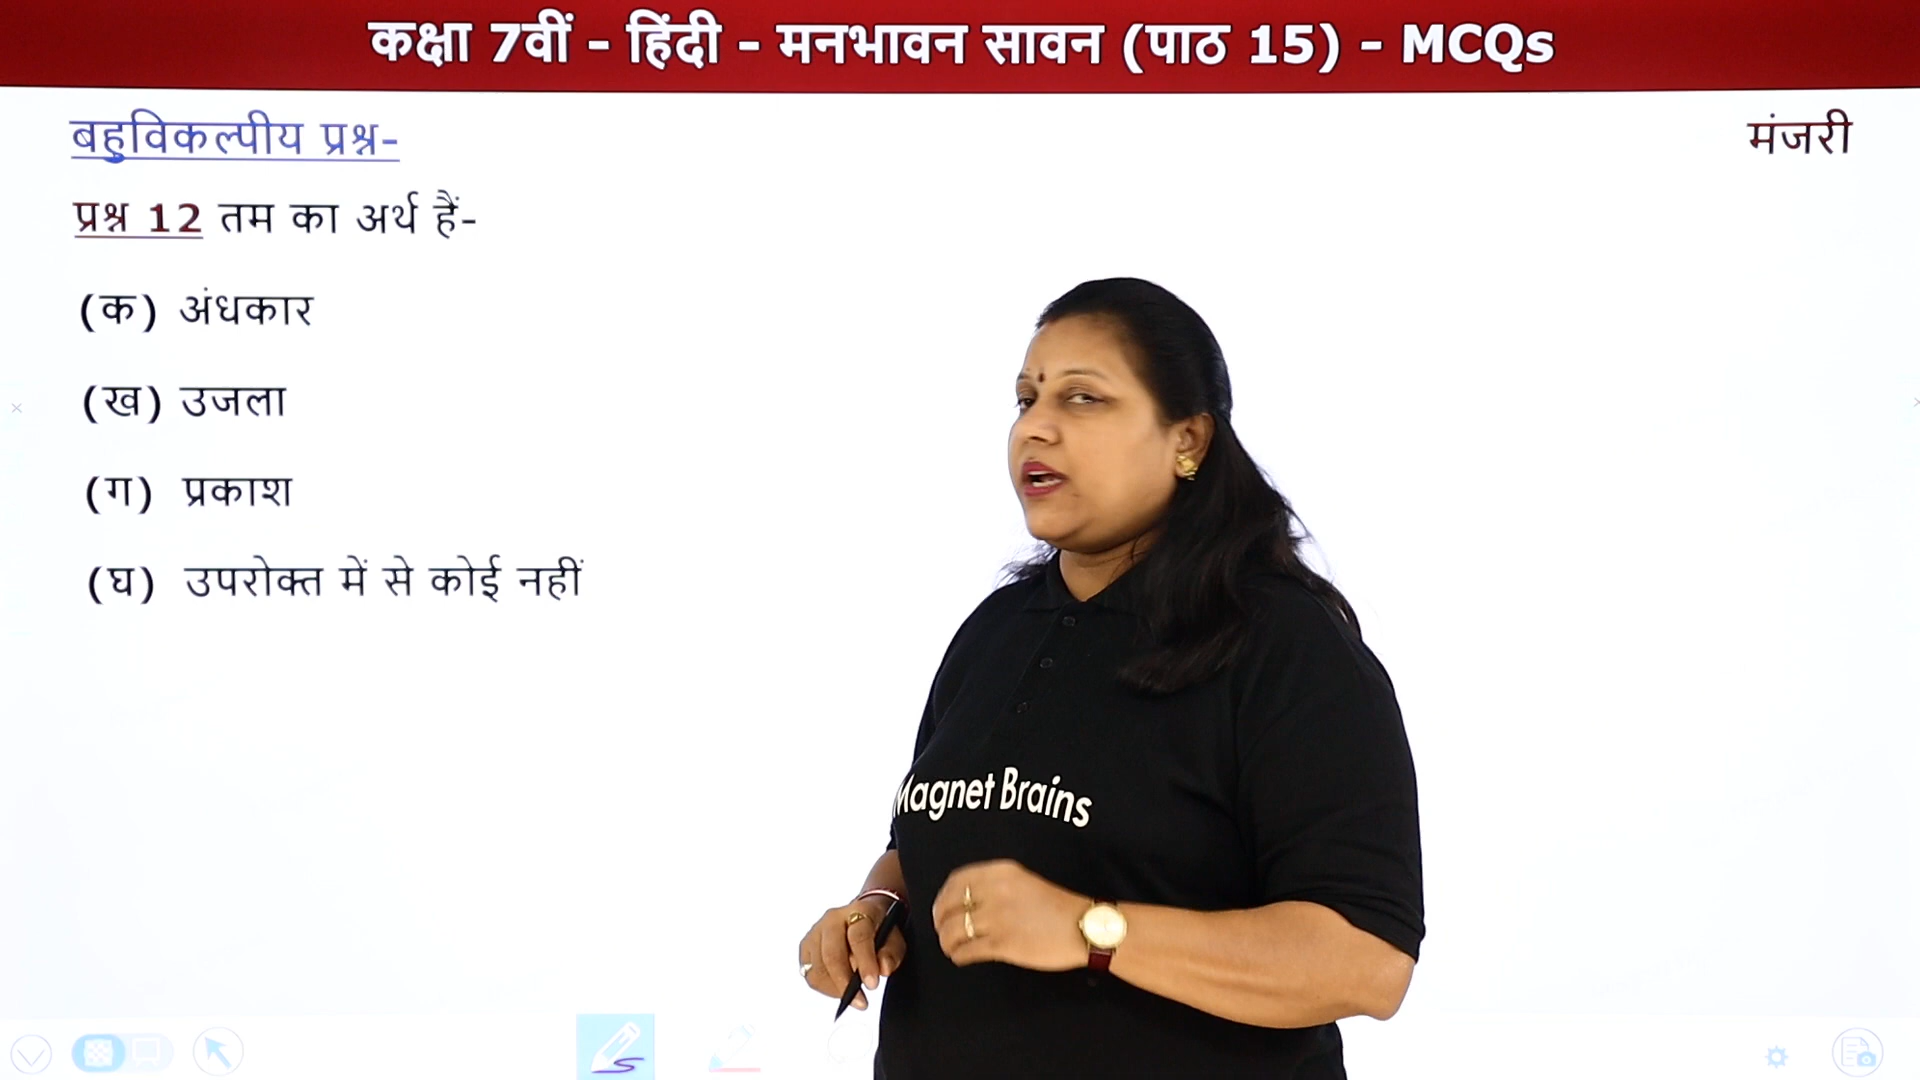 कक्षा 7वीं - हिंदी - मनभावन सावन (पाठ 15) - MCQs
बहुविकल्पीय प्रश्न-
मंजरी
प्रश्न 12 तम का अर्थ हैं-
(क) अंधकार
(ख) उजला
(ग) प्रकाश
(घ) उपरोक्त में से कोई नहीं
Magnet Brains